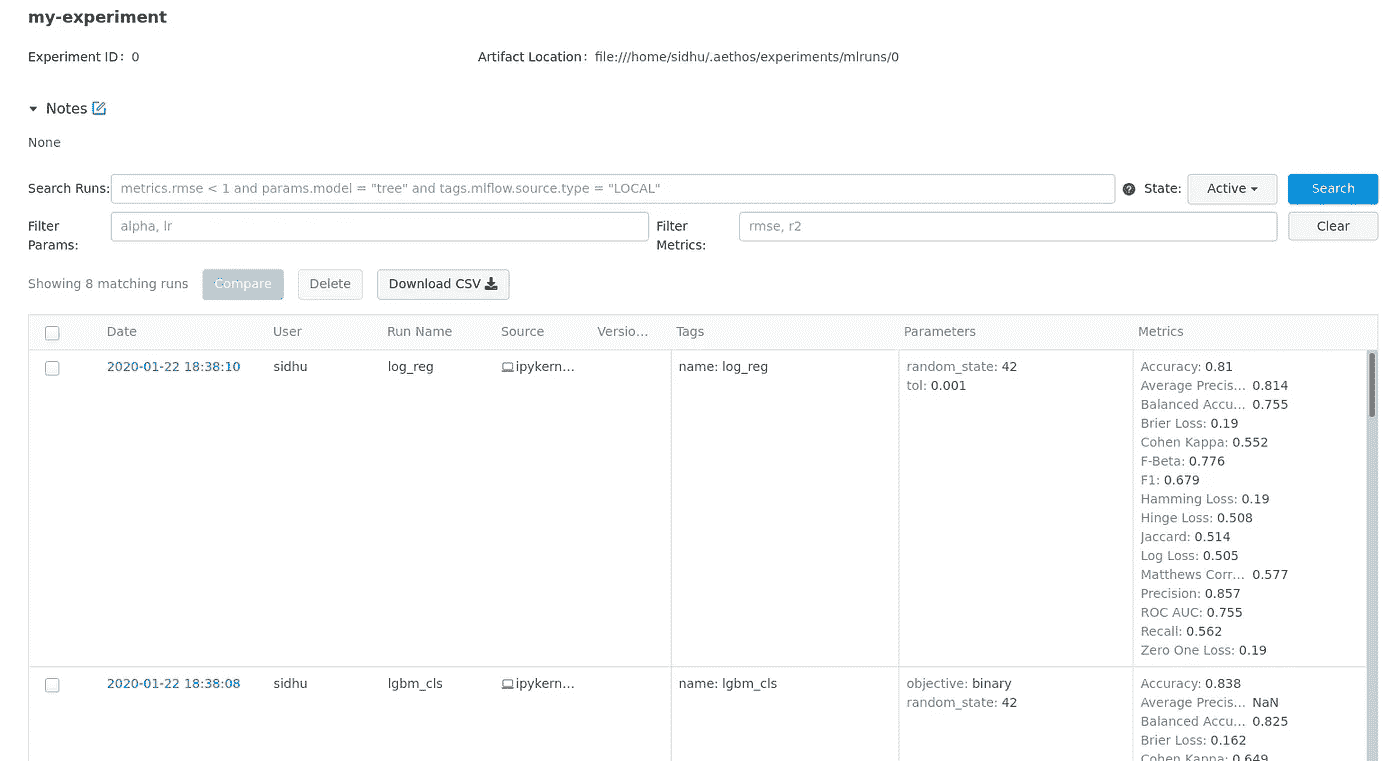 my-experiment
Experiment ID: 0 Artifact Location: file:///home/sidhu/.aethos/experiments/mlruns/0
Notes
None
Search Runs: metrics.rmse < 1 and params.model = "tree" and tags.mlflow.source.type = "LOCAL" ? State: Active Search
Filter Params: alpha, lr Filter Metrics: rmse, r2 Clear
Showing 8 matching runs Compare Delete Download CSV
Date User Run Name Source Versio... Tags Parameters Metrics
2020-01-22 18:38:10 sidhu log_reg ipykern... name: log_reg random_state: 42 Accuracy: 0.81
tol: 0.001 Average Precis... 0.814
Balanced Accu... 0.755
Brier Loss: 0.19
Cohen Kappa: 0.552
F-Beta: 0.776
F1: 0.679
Hamming Loss: 0.19
Hinge Loss: 0.508
Jaccard: 0.514
Log Loss: 0.505
Matthews Corr... 0.577
Precision: 0.857
ROC AUC: 0.755
Recall: 0.562
Zero One Loss: 0.19
2020-01-22 18:38:08 sidhu lgbm_cls ipykern... name: lgbm_cls objective: binary Accuracy: 0.838
random_state: 42 Average Precis... NaN
Balanced Accu... 0.825
Brier Loss: 0.162
Cohen Kappa: 0.649